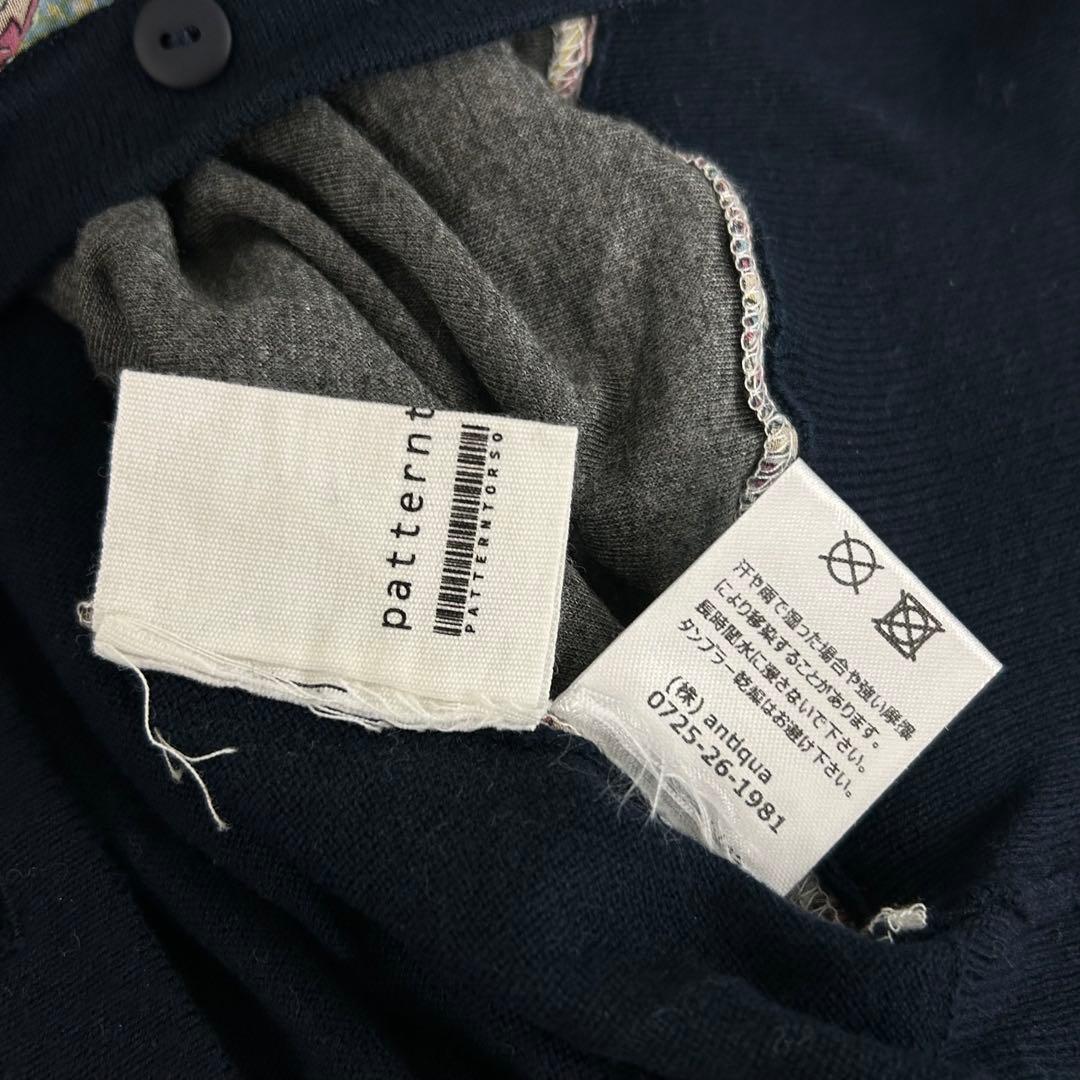 patternt
PATTERNTORSO
汗や雨で湿った場合や強い摩擦
により移染することがあります。
長時間水に浸さないで下さい。
タンブラー乾燥はお避け下さい。
(株) antiqua
0725-26-1981